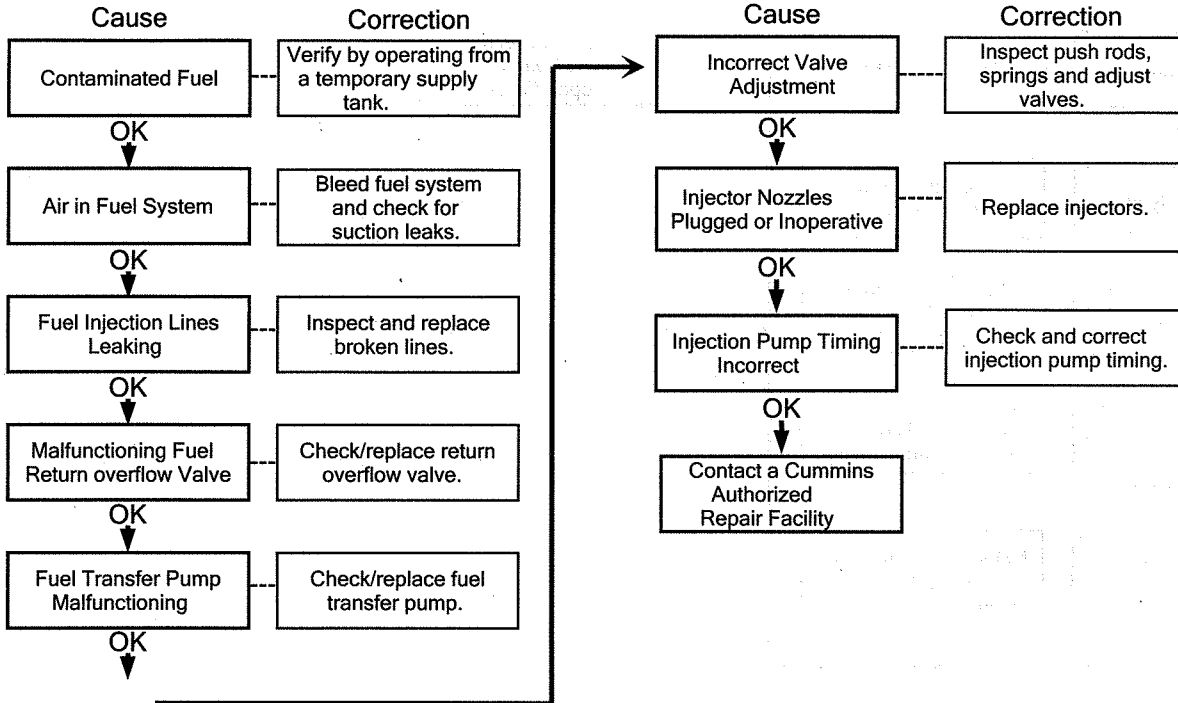 Cause
Correction
Contaminated Fuel
Verify by operating from
a temporary supply
tank.
OK
Air in Fuel System
Bleed fuel system
and check for
suction leaks.
OK
Fuel Injection Lines
Leaking
Inspect and replace
broken lines.
OK
Malfunctioning Fuel
Return overflow Valve
Check/replace return
overflow valve.
OK
Fuel Transfer Pump
Malfunctioning
Check/replace fuel
transfer pump.
OK
Cause
Correction
Incorrect Valve
Adjustment
Inspect push rods,
springs and adjust
valves.
OK
Injector Nozzles
Plugged or Inoperative
Replace injectors.
OK
Injection Pump Timing
Incorrect
Check and correct
injection pump timing.
OK
Contact a Cummins
Authorized
Repair Facility